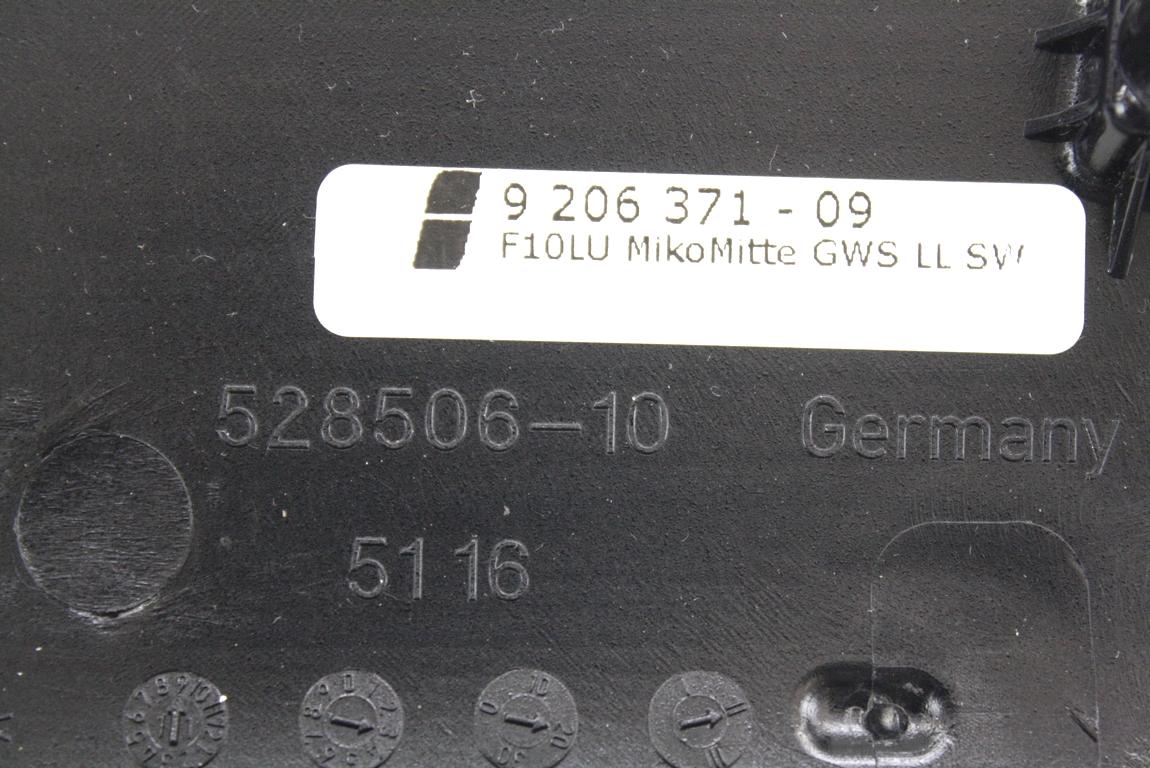 9 206 371 - 09
F10LU MikoMitte GWS LL SW
528506-10 Germany
51 16